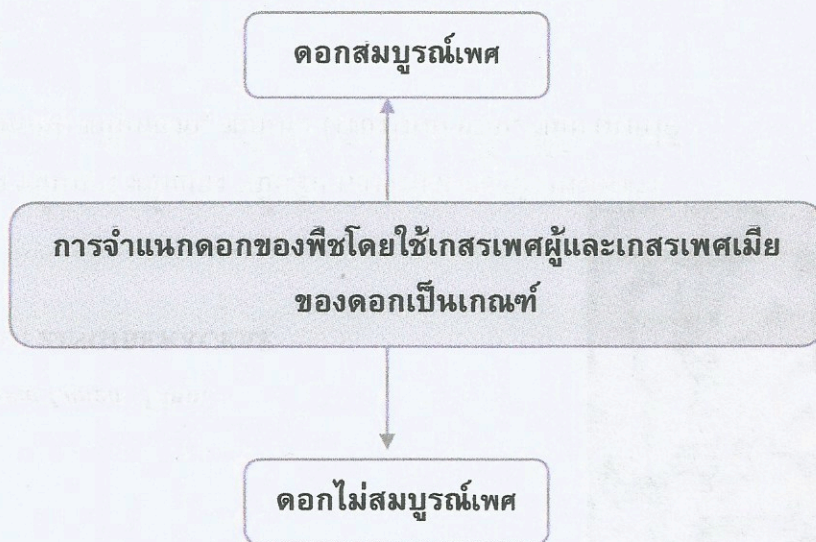 ดอกสมบูรณ์เพศ
การจำแนกดอกของพืชโดยใช้เกสรเพศผู้และเกสรเพศเมีย
ของดอกเป็นเกณฑ์
ดอกไม่สมบูรณ์เพศ